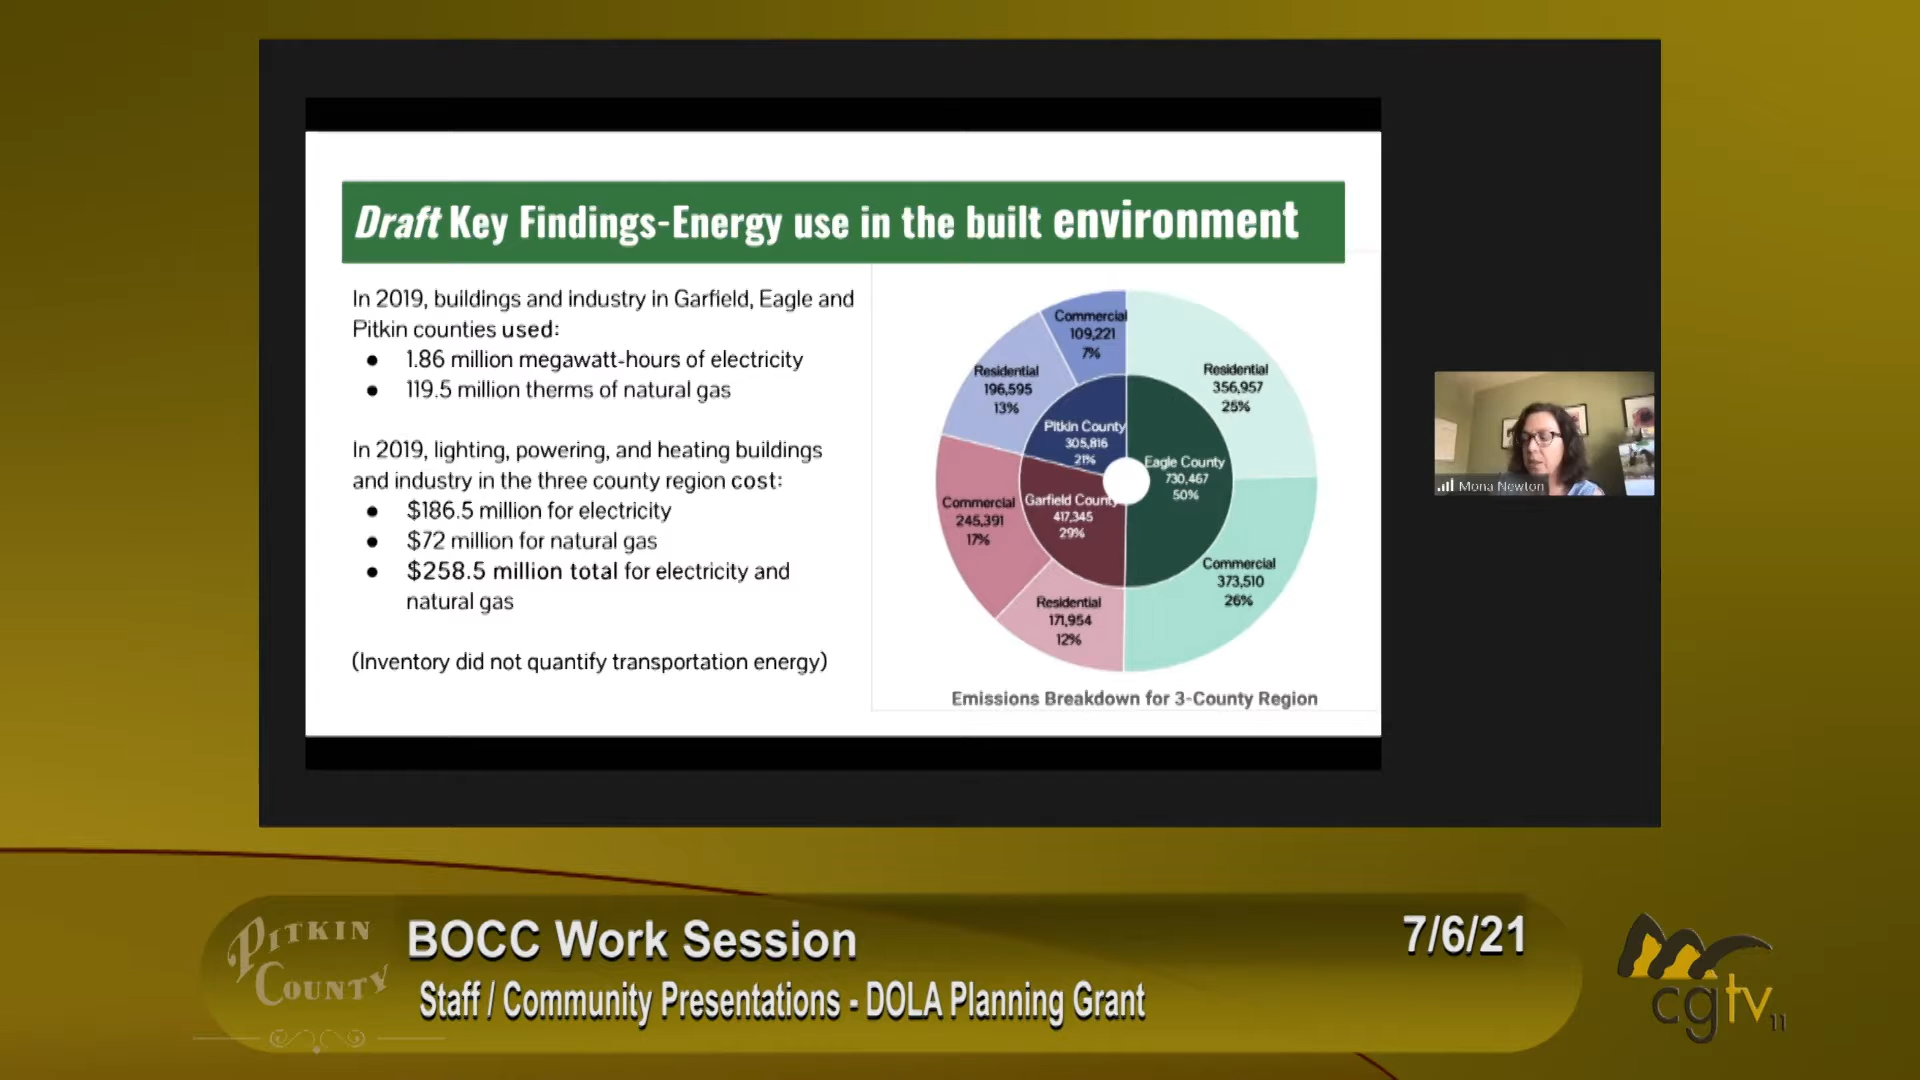 Draft Key Findings-Energy use in the built environment
In 2019, buildings and industry in Garfield, Eagle and
Pitkin counties used:
● 1.86 million megawatt-hours of electricity
● 119.5 million therms of natural gas
In 2019, lighting, powering, and heating buildings
and industry in the three county region cost:
● $186.5 million for electricity
● $72 million for natural gas
● $258.5 million total for electricity and
natural gas
(Inventory did not quantify transportation energy)
Commercial
109,221
7%
Residential
196,595
13%
Residential
356,957
25%
Pitkin County
305,816
21%
Eagle County
730,467
50%
Commercial
245,391
17%
Garfield County
417,345
29%
Commercial
373,510
26%
Residential
171,954
12%
Emissions Breakdown for 3-County Region
Mona Newton
PITKIN
COUNTY
BOCC Work Session
7/6/21
Staff / Community Presentations - DOLA Planning Grant
cgtv11